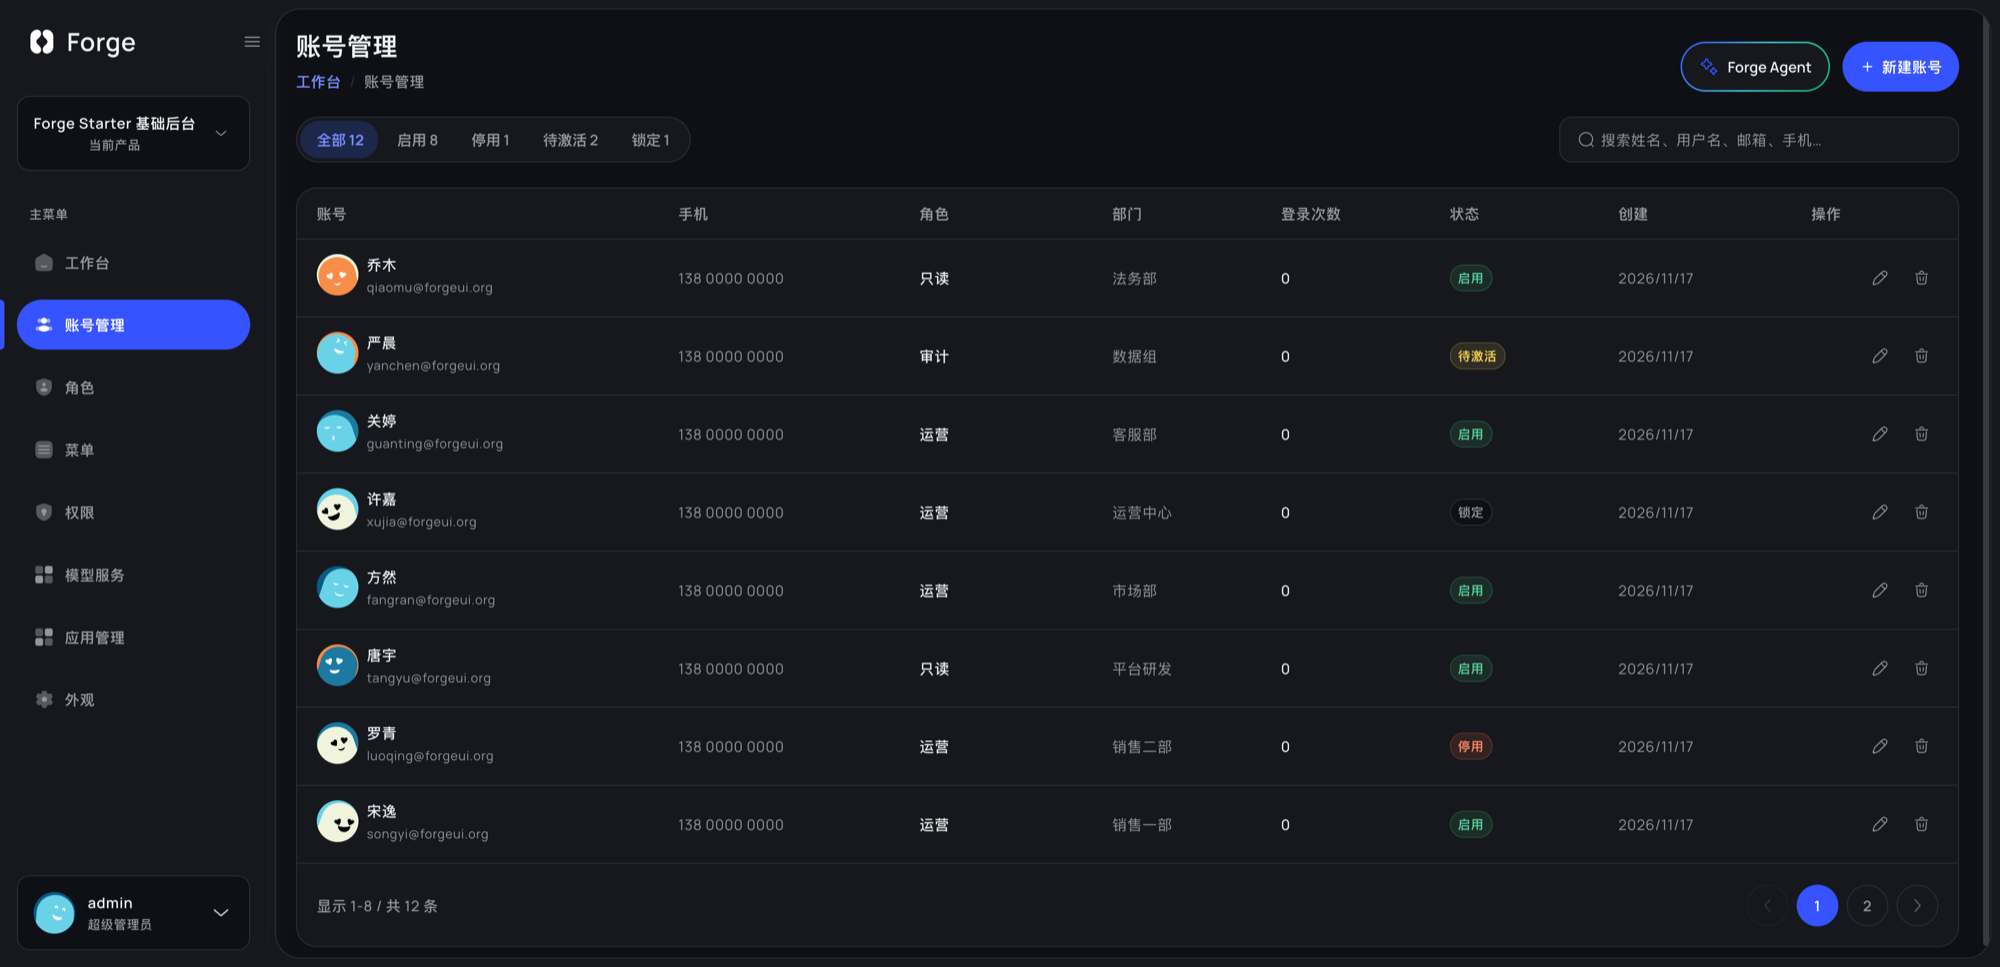 Forge
Forge Starter 基础后台
当前产品
主菜单
工作台
账号管理
角色
菜单
权限
模型服务
应用管理
外观
admin
超级管理员
账号管理
工作台 / 账号管理
Forge Agent
+ 新建账号
全部 12 启用 8 停用 1 待激活 2 锁定 1
搜索姓名、用户名、邮箱、手机...
账号 手机 角色 部门 登录次数 状态 创建 操作
乔木
qiaomu@forgeui.org
138 0000 0000 只读 法务部 0 启用 2026/11/17
严晨
yanchen@forgeui.org
138 0000 0000 审计 数据组 0 待激活 2026/11/17
关婷
guanting@forgeui.org
138 0000 0000 运营 客服部 0 启用 2026/11/17
许嘉
xujia@forgeui.org
138 0000 0000 运营 运营中心 0 锁定 2026/11/17
方然
fangran@forgeui.org
138 0000 0000 运营 市场部 0 启用 2026/11/17
唐宇
tangyu@forgeui.org
138 0000 0000 只读 平台研发 0 启用 2026/11/17
罗青
luoqing@forgeui.org
138 0000 0000 运营 销售二部 0 停用 2026/11/17
宋逸
songyi@forgeui.org
138 0000 0000 运营 销售一部 0 启用 2026/11/17
显示 1-8 / 共 12 条
1 2